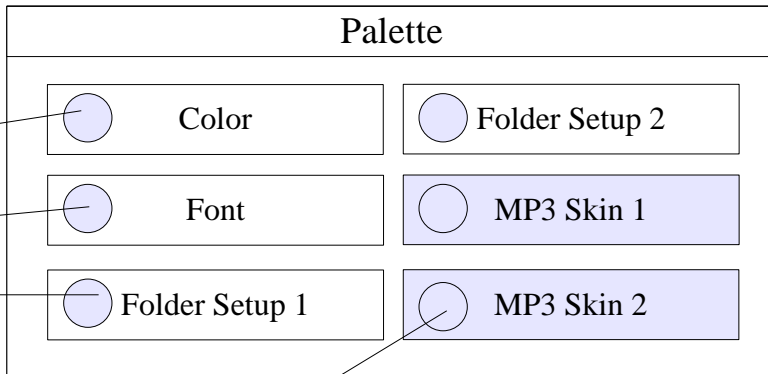 Palette
Color
Folder Setup 2
Font
MP3 Skin 1
Folder Setup 1
MP3 Skin 2